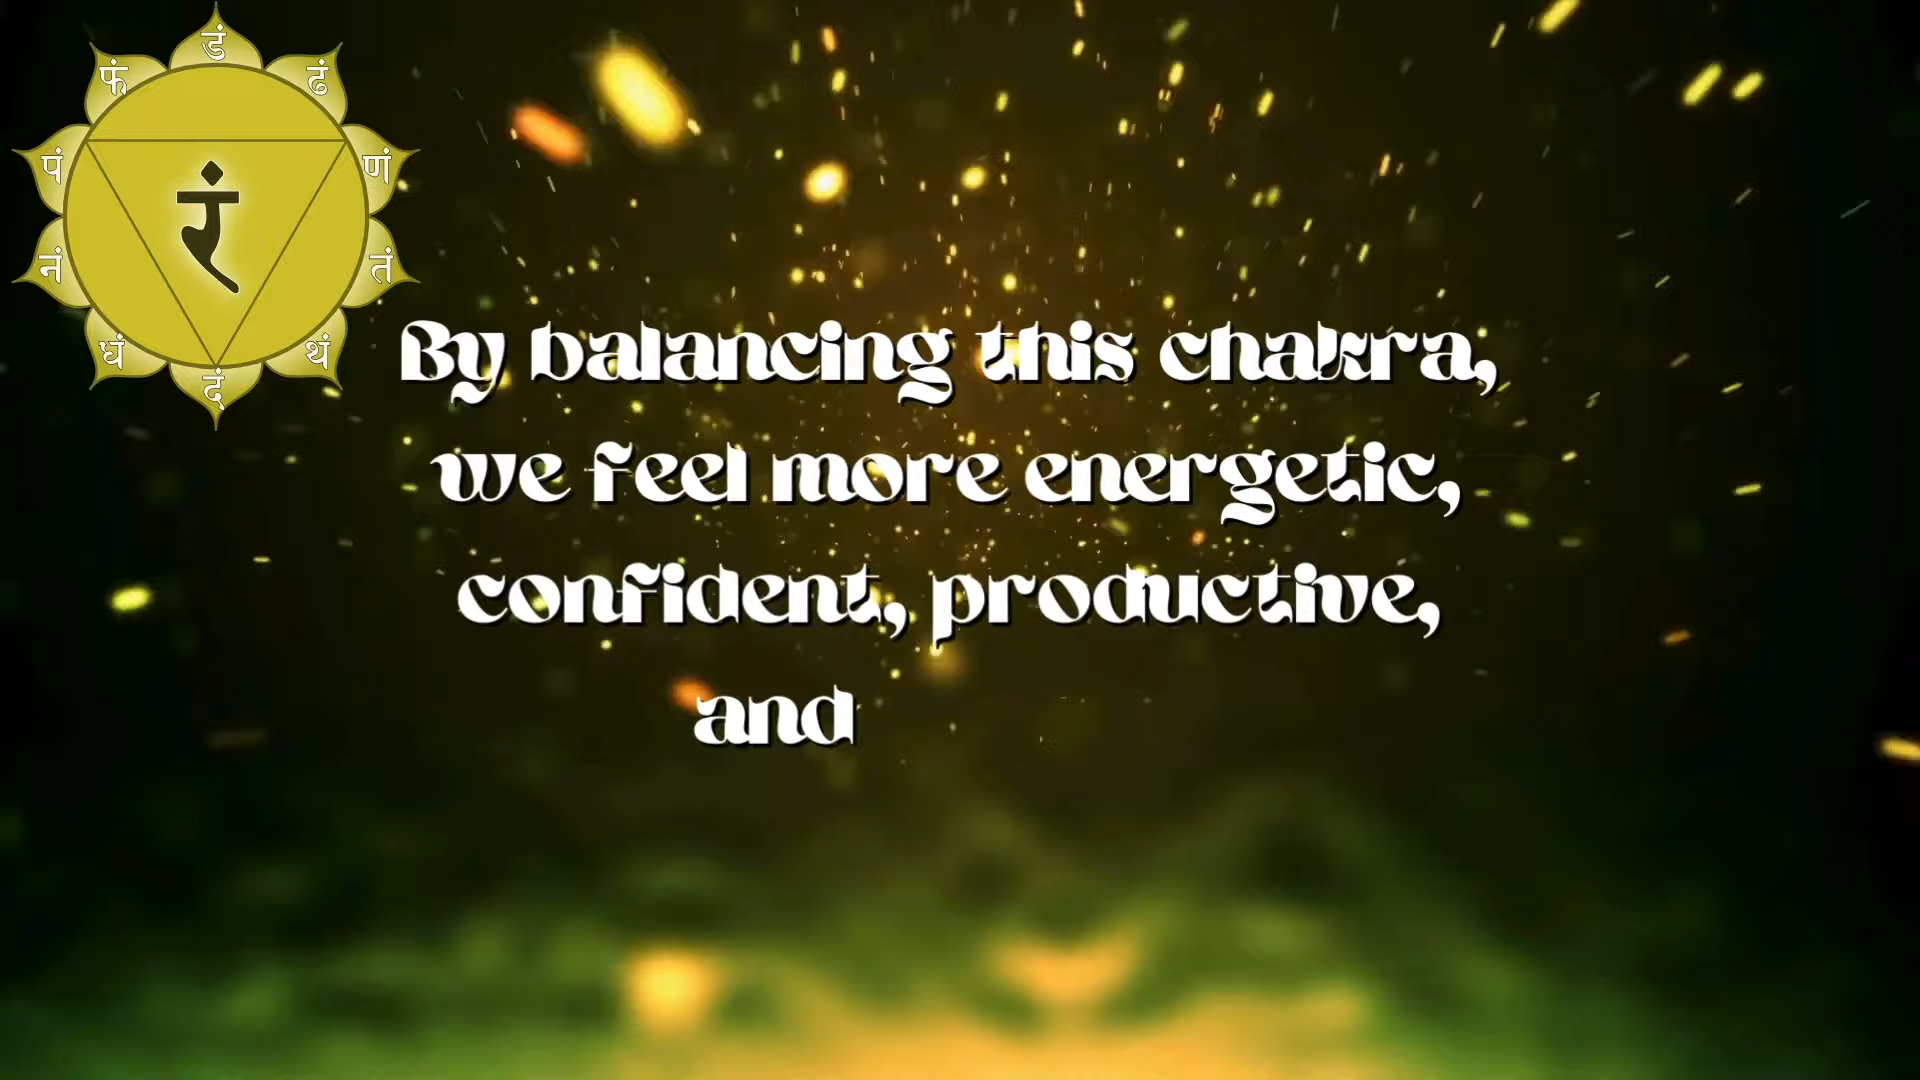 डं
ढं
णं
तं
थं
दं
धं
नं
पं
फं
रं
By balancing this chakra,
we feel more energetic,
confident, productive,
and